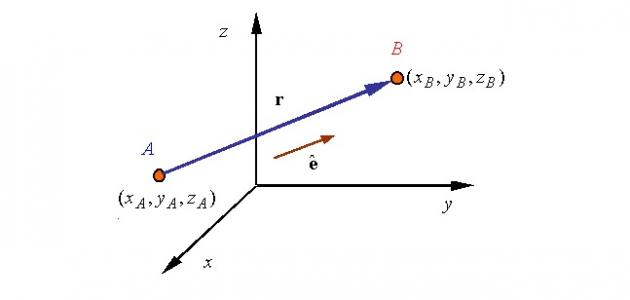 z
B
(x_B, y_B, z_B)
r
A
ê
(x_A, y_A, z_A)
y
x